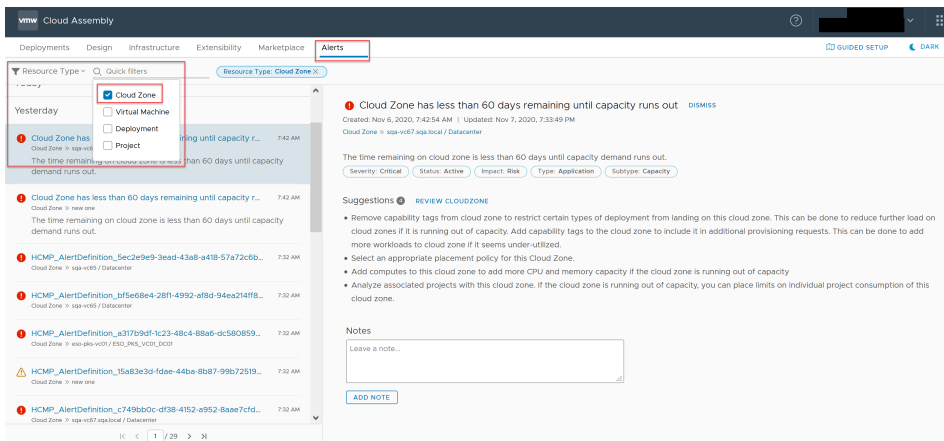 vmw Cloud Assembly
Deployments Design Infrastructure Extensibility Marketplace Alerts
GUIDED SETUP DARK
Resource Type Quick filters
Resource Type: Cloud Zone
Cloud Zone
Virtual Machine
Deployment
Project
Today
Yesterday
Cloud Zone has ining until capacity r... 7:42 AM
Cloud Zone » sqa-vc6
The time remaining on cloud zone is less than 60 days until capacity
demand runs out.
Cloud Zone has less than 60 days remaining until capacity r... 7:42 AM
Cloud Zone » new one
The time remaining on cloud zone is less than 60 days until capacity
demand runs out.
HCMP_AlertDefinition_5ec2e9e9-3ead-43a8-a418-57a72c6b... 7:32 AM
Cloud Zone » sqa-vc65 / Datacenter
HCMP_AlertDefinition_bf5e68e4-28f1-4992-af8d-94ea214ff8... 7:32 AM
Cloud Zone » sqa-vc65 / Datacenter
HCMP_AlertDefinition_a317b9df-1c23-48c4-88a6-dc580859... 7:32 AM
Cloud Zone » eso-pks-vc01 / ESO_PKS_VC01_DC01
HCMP_AlertDefinition_15a83e3d-fdae-44ba-8b87-99b72519... 7:32 AM
Cloud Zone » new one
HCMP_AlertDefinition_c749bb0c-df38-4152-a952-8aae7cfd... 7:32 AM
Cloud Zone » sqa-vc67.sqa.local / Datacenter
1 / 29
Cloud Zone has less than 60 days remaining until capacity runs out DISMISS
Created: Nov 6, 2020, 7:42:54 AM | Updated: Nov 7, 2020, 7:33:49 PM
Cloud Zone » sqa-vc67.sqa.local / Datacenter
The time remaining on cloud zone is less than 60 days until capacity demand runs out.
Severity: Critical Status: Active Impact: Risk Type: Application Subtype: Capacity
Suggestions 4 REVIEW CLOUDZONE
• Remove capability tags from cloud zone to restrict certain types of deployment from landing on this cloud zone. This can be done to reduce further load on
cloud zones if it is running out of capacity. Add capability tags to the cloud zone to include it in additional provisioning requests. This can be done to add
more workloads to cloud zone if it seems under-utilized.
• Select an appropriate placement policy for this Cloud Zone.
• Add computes to this cloud zone to add more CPU and memory capacity if the cloud zone is running out of capacity
• Analyze associated projects with this cloud zone. If the cloud zone is running out of capacity, you can place limits on individual project consumption of this
cloud zone.
Notes
Leave a note...
ADD NOTE